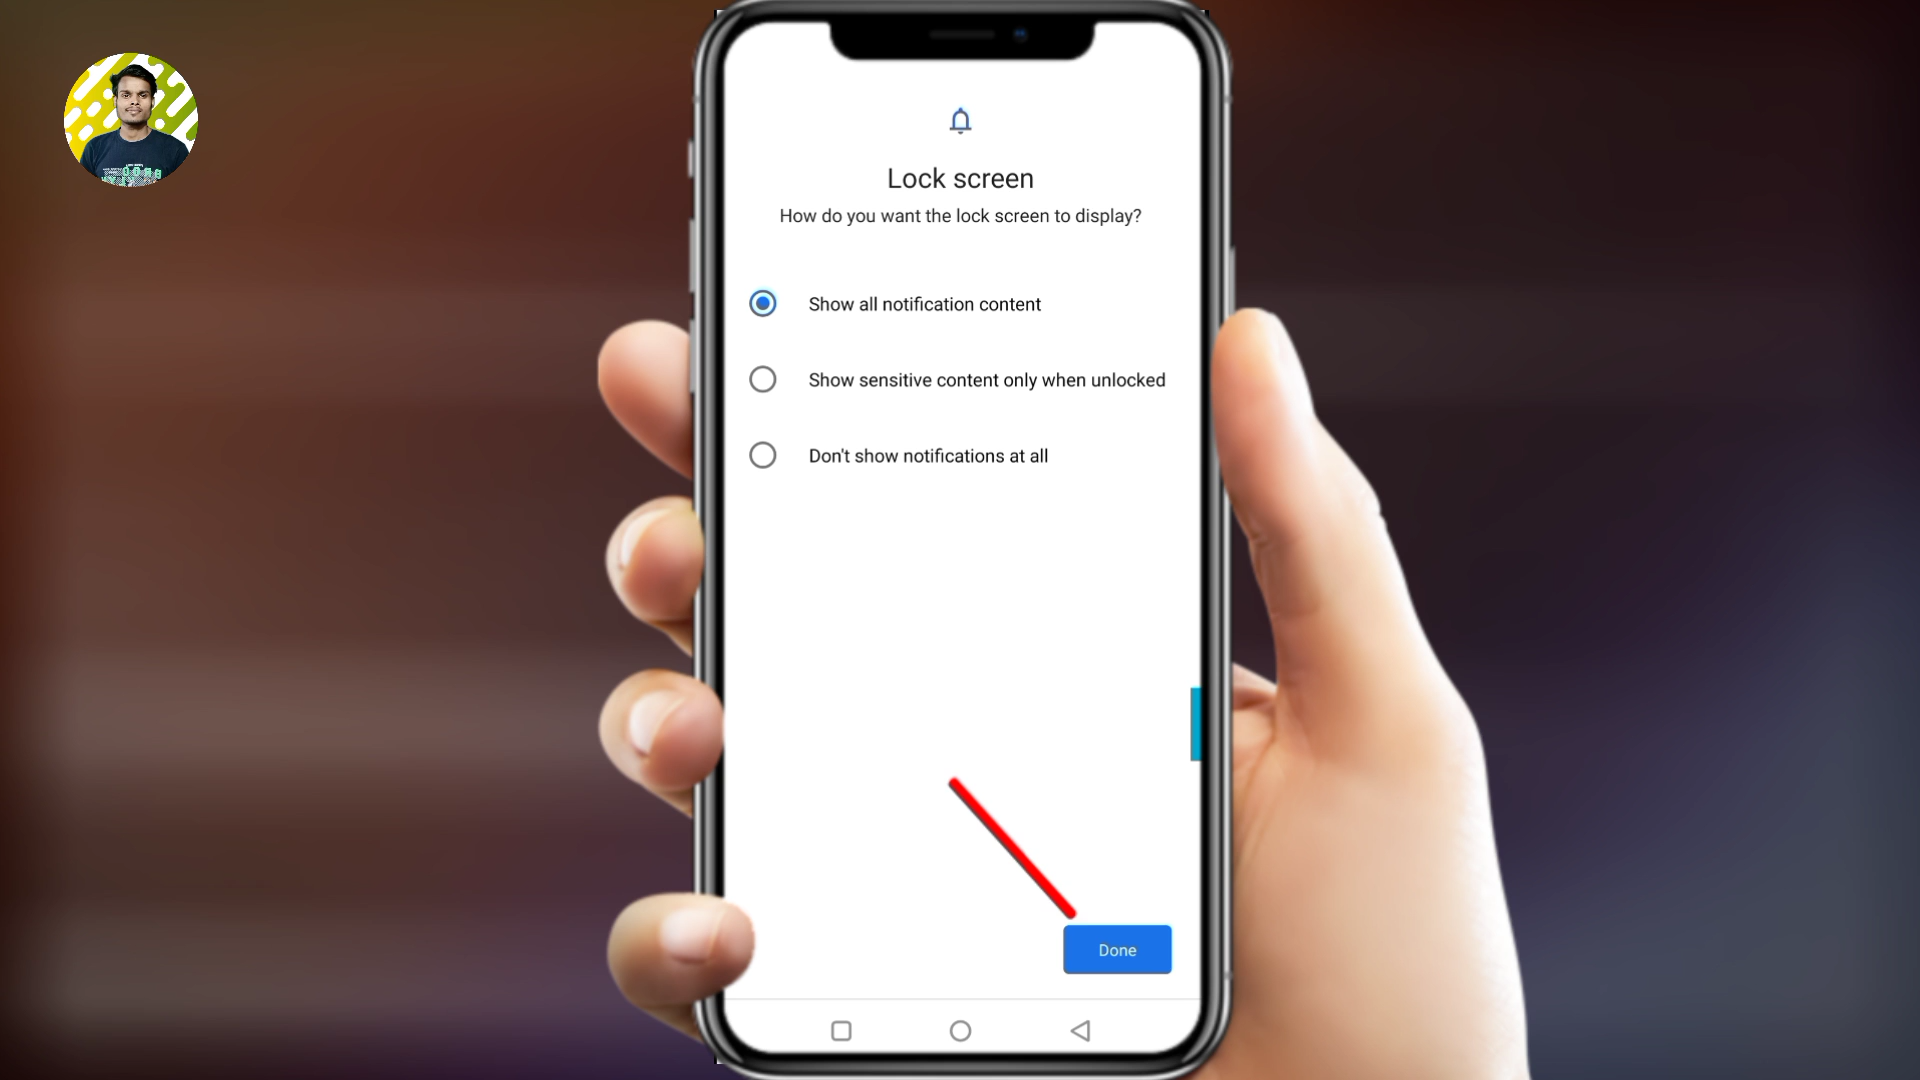 Lock screen
How do you want the lock screen to display?
Show all notification content
Show sensitive content only when unlocked
Don't show notifications at all
Done